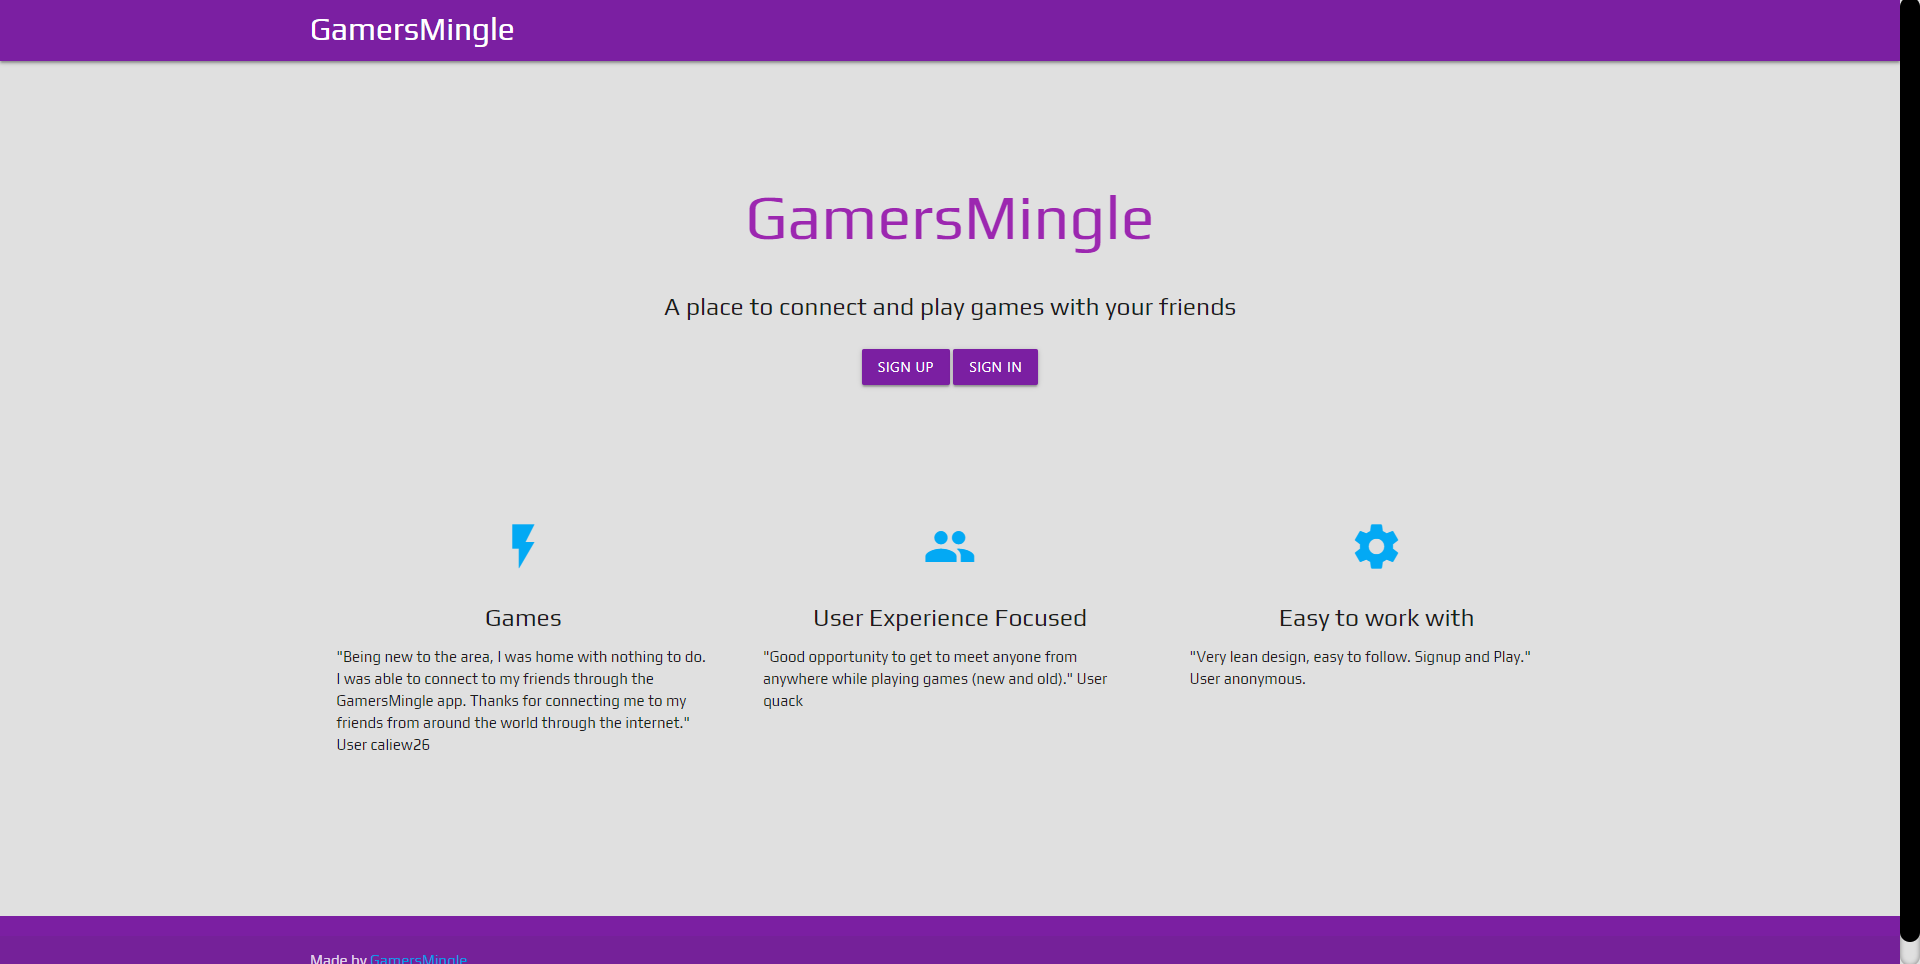 GamersMingle
GamersMingle
A place to connect and play games with your friends
SIGN UP SIGN IN
Games
"Being new to the area, I was home with nothing to do.
I was able to connect to my friends through the
GamersMingle app. Thanks for connecting me to my
friends from around the world through the internet."
User caliew26
User Experience Focused
"Good opportunity to get to meet anyone from
anywhere while playing games (new and old)." User
quack
Easy to work with
"Very lean design, easy to follow. Signup and Play."
User anonymous.
Made by GamersMingle